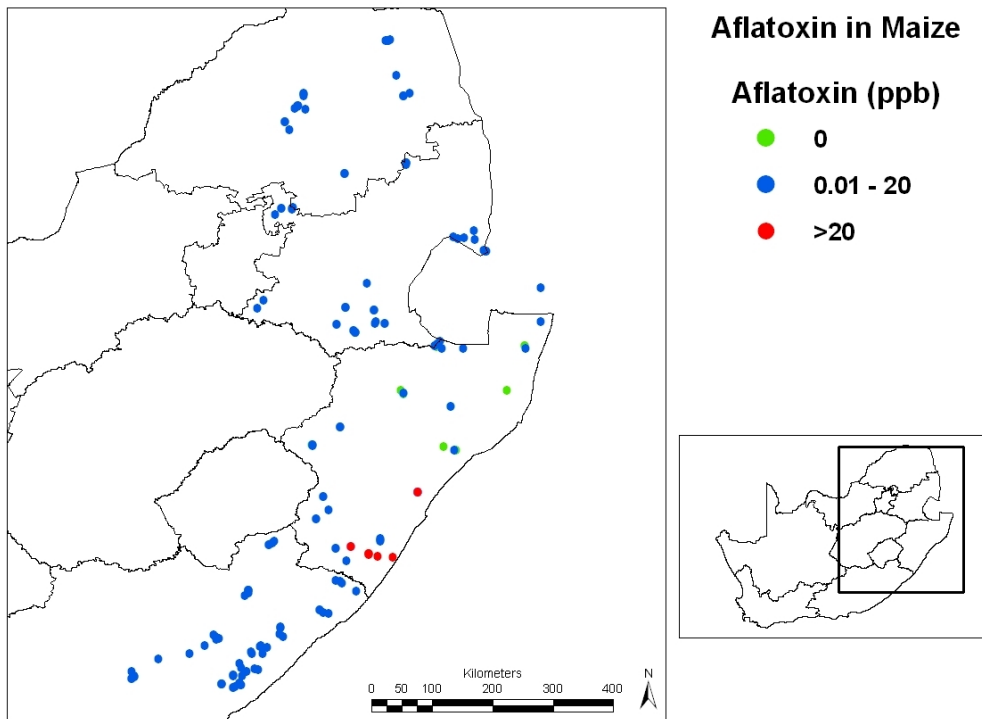 Aflatoxin in Maize
Aflatoxin (ppb)
0
0.01 - 20
>20
Kilometers
N
0 50 100 200 300 400